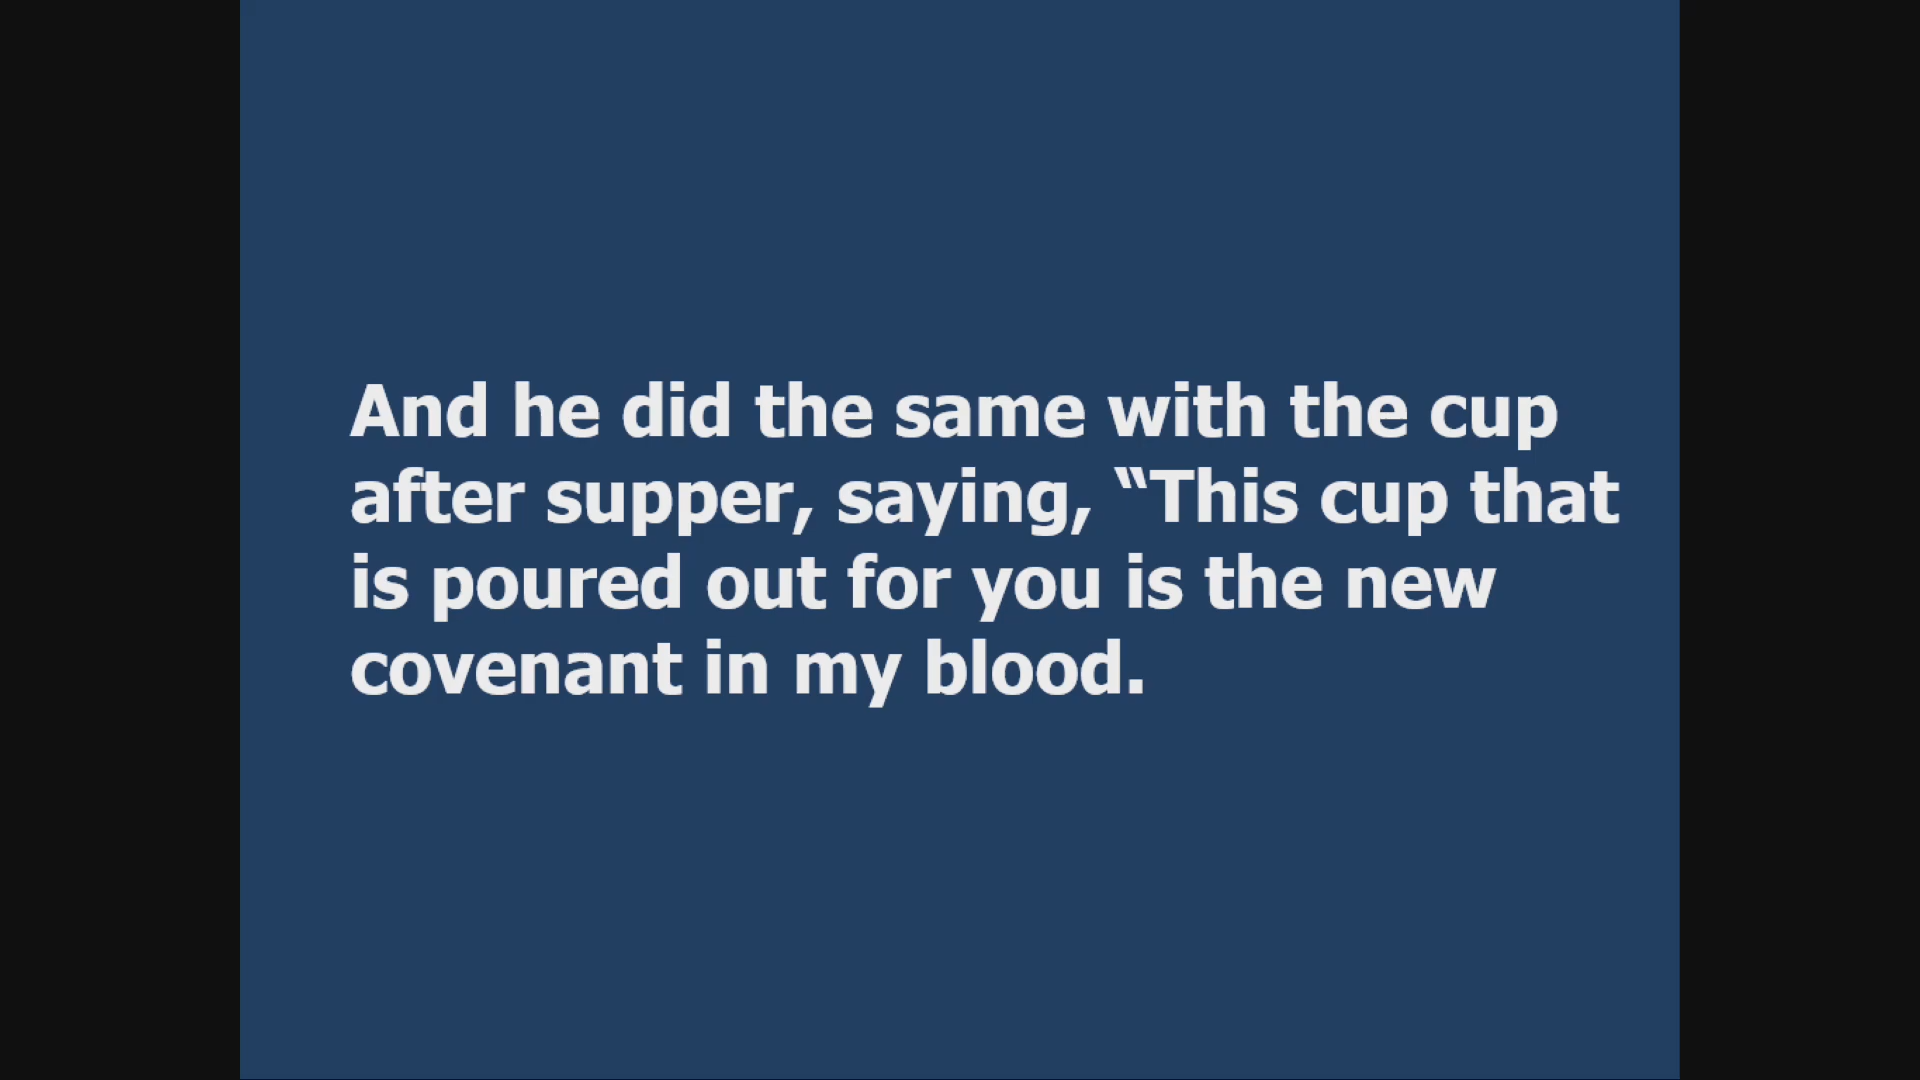 And he did the same with the cup
after supper, saying, “This cup that
is poured out for you is the new
covenant in my blood.